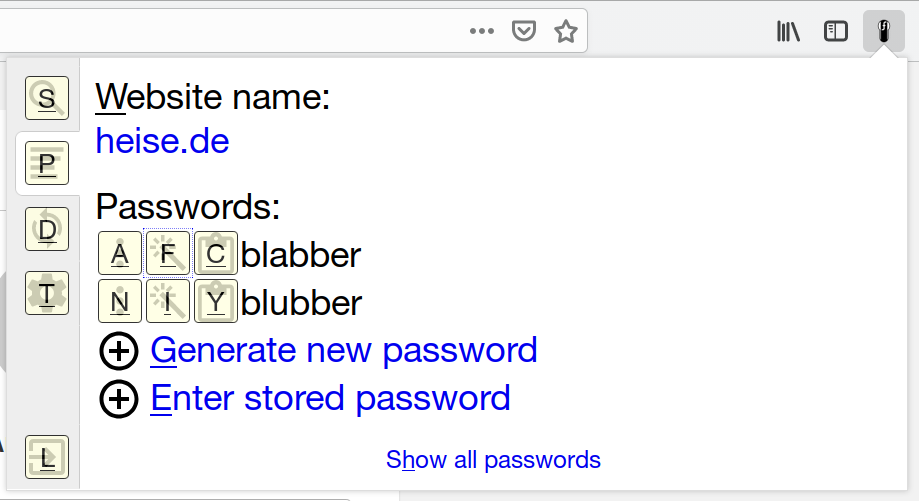 S
P
D
T
L
Website name:
heise.de
Passwords:
A F C blabber
N I Y blubber
Generate new password
Enter stored password
Show all passwords